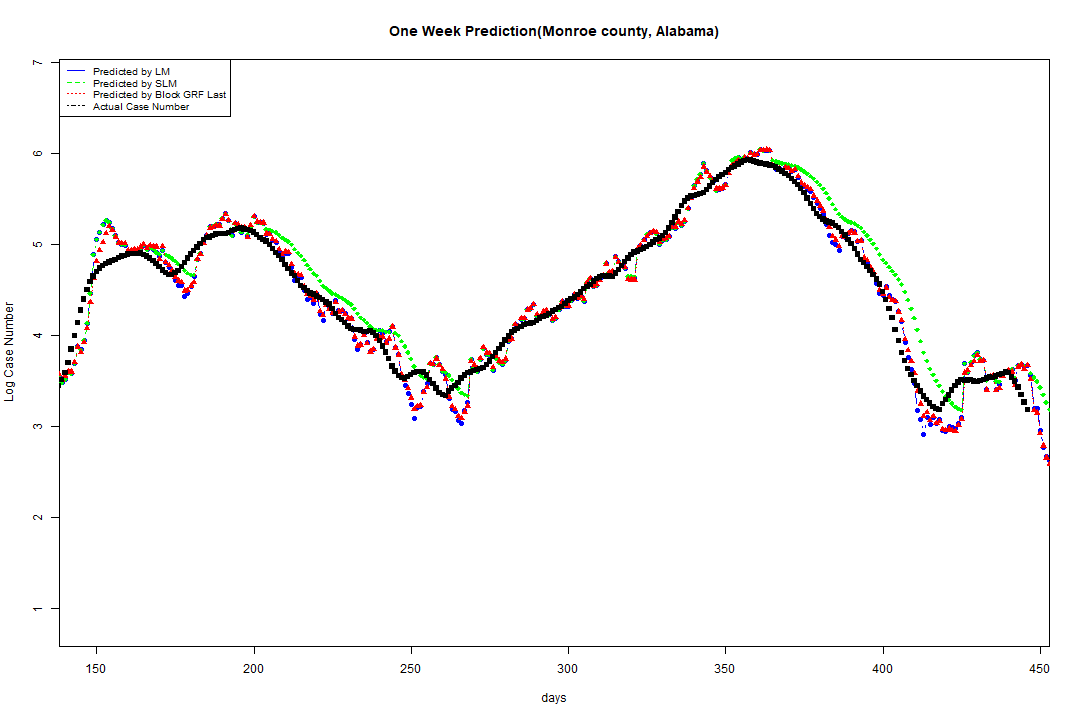 One Week Prediction(Monroe county, Alabama)
Predicted by LM
Predicted by SLM
Predicted by Block GRF Last
Actual Case Number
7
6
5
4
3
2
1
Log Case Number
150 200 250 300 350 400 450
days